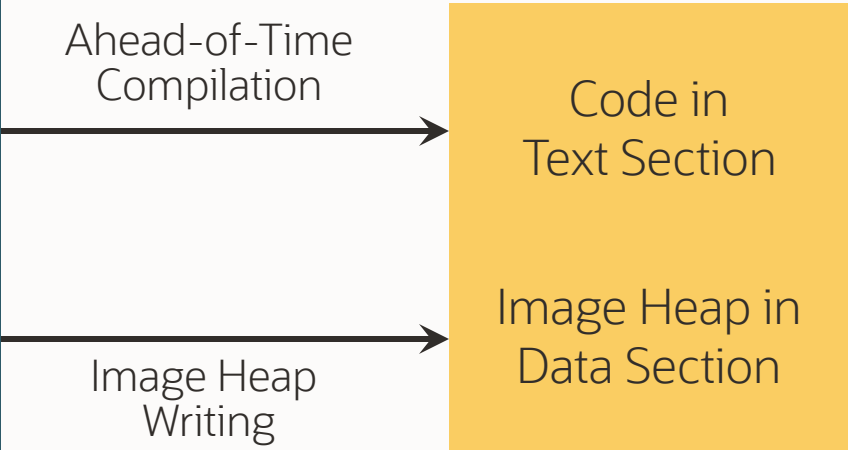 Ahead-of-Time
Compilation
Code in
Text Section
Image Heap in
Data Section
Image Heap
Writing